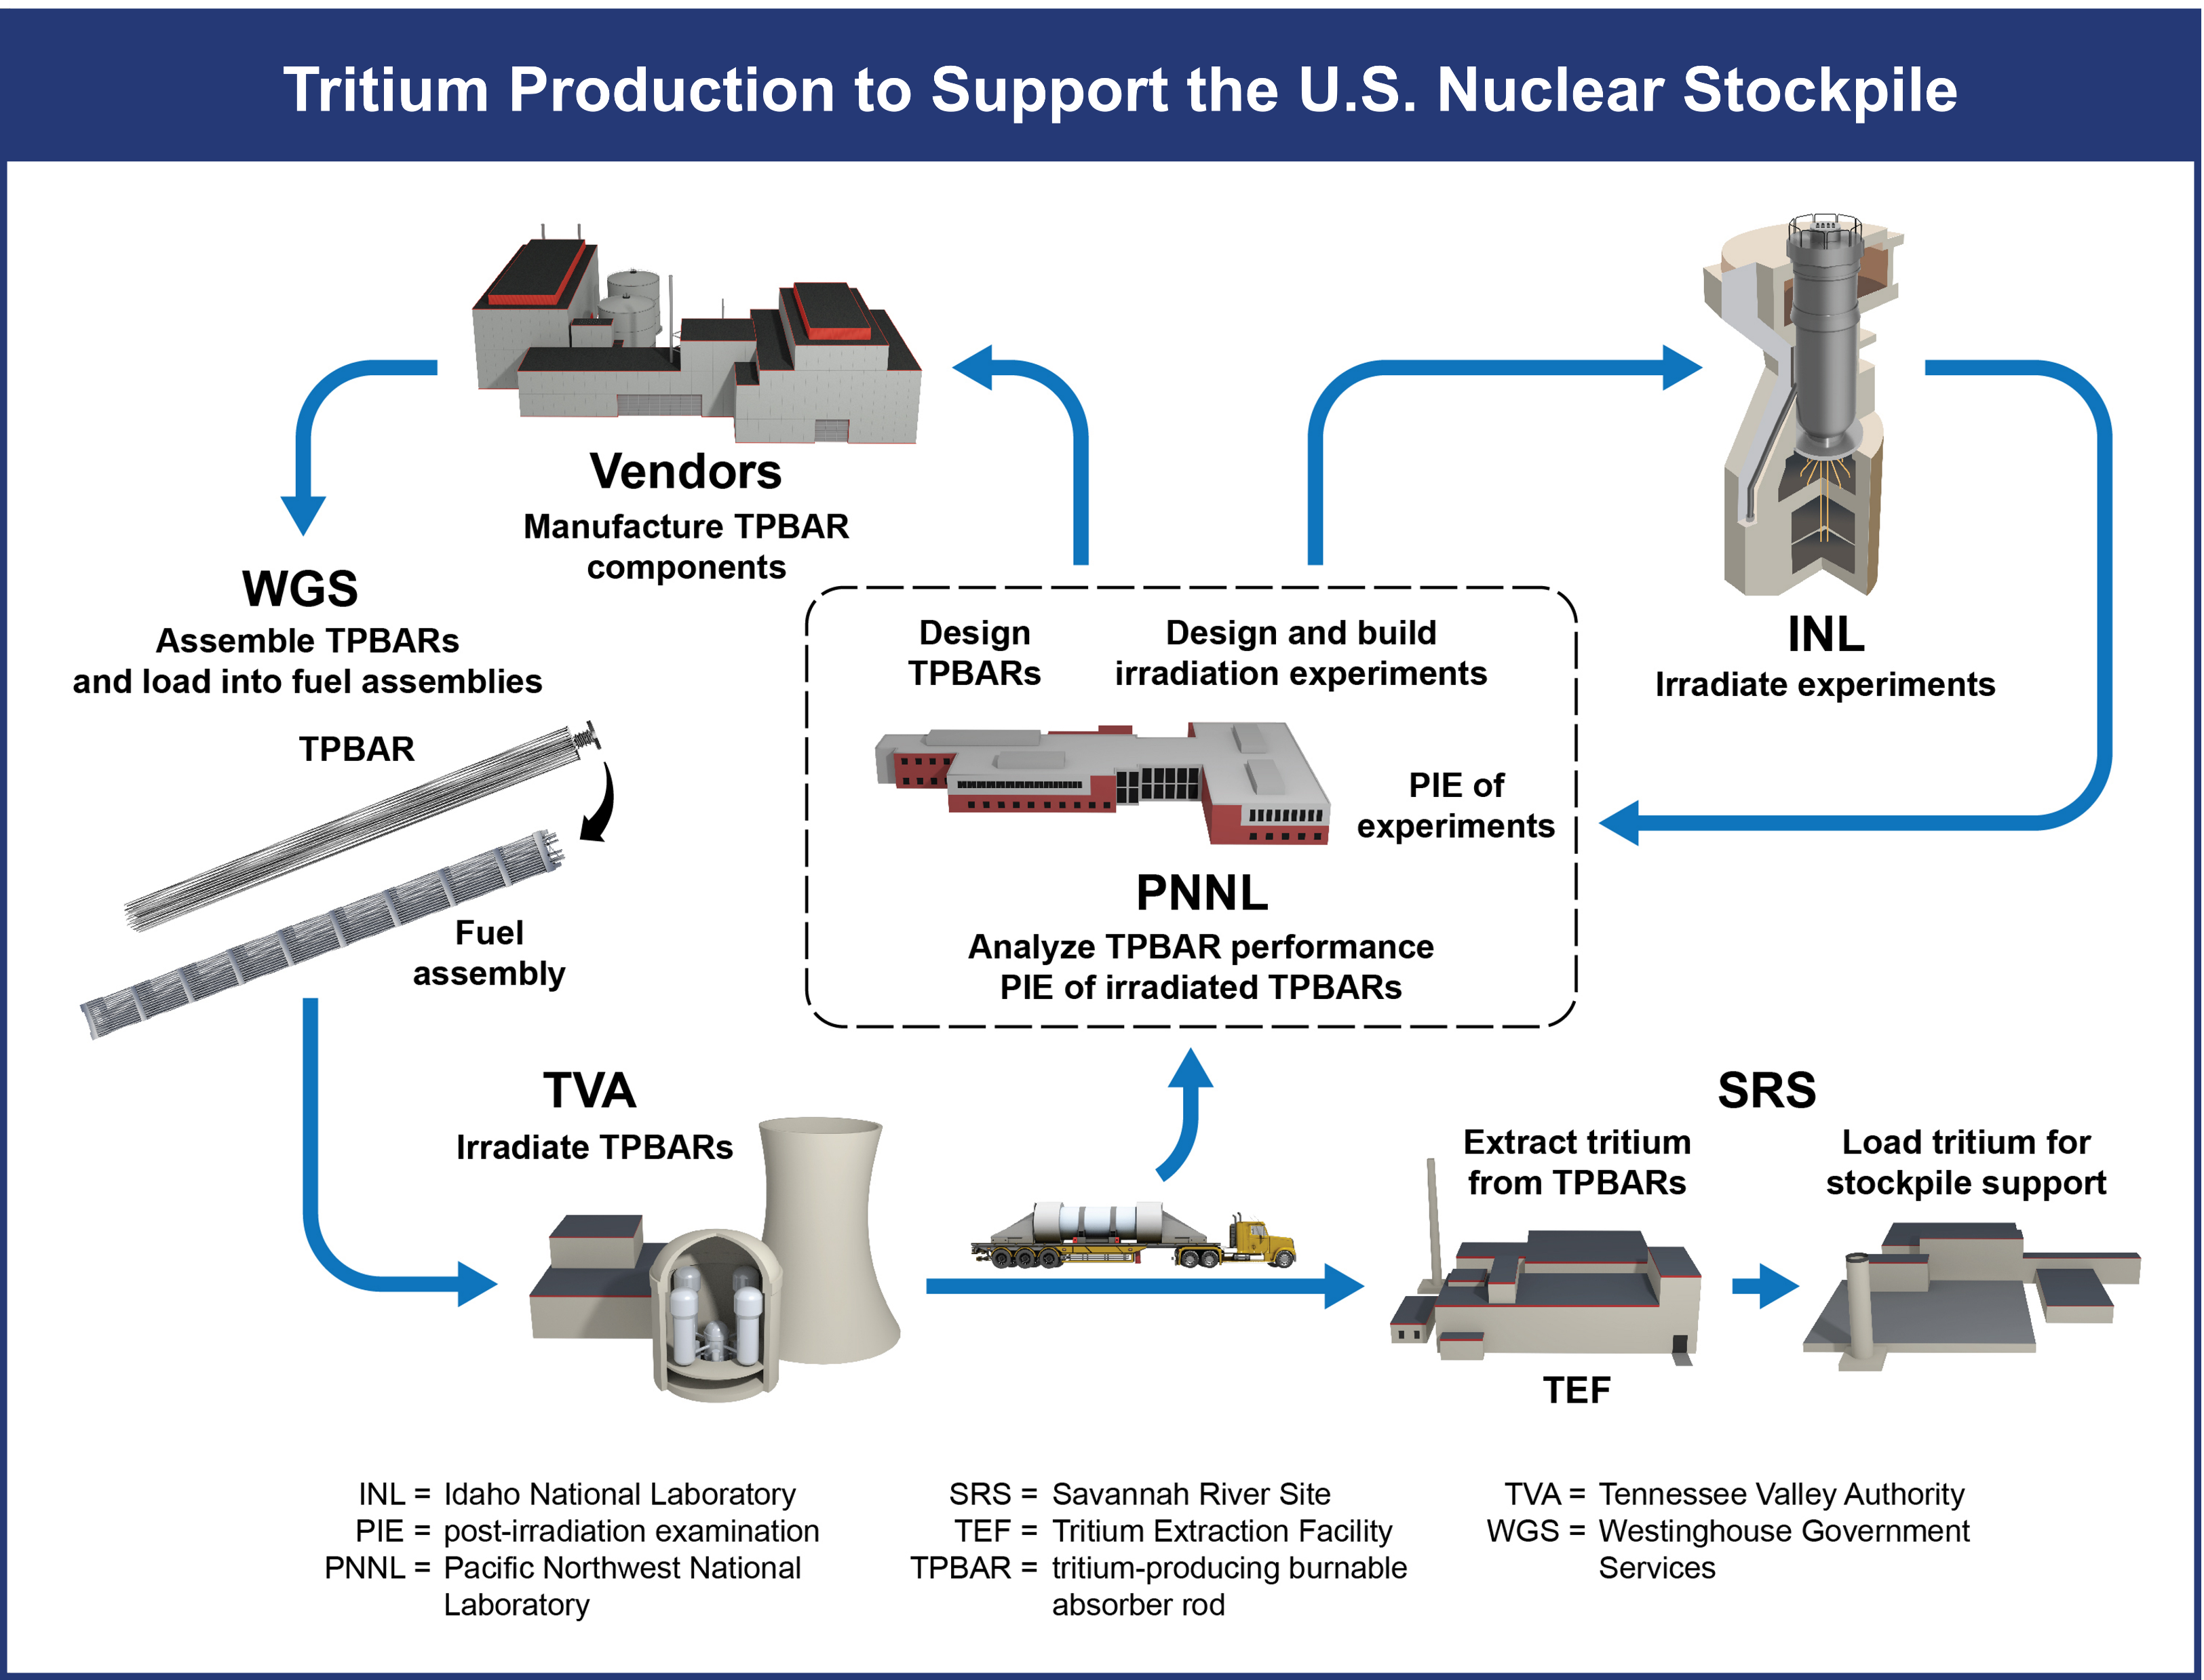 Tritium Production to Support the U.S. Nuclear Stockpile
Vendors
Manufacture TPBAR
components
WGS
Assemble TPBARs
and load into fuel assemblies
TPBAR
Fuel
assembly
Design
TPBARs
Design and build
irradiation experiments
PIE of
experiments
PNNL
Analyze TPBAR performance
PIE of irradiated TPBARs
INL
Irradiate experiments
TVA
Irradiate TPBARs
SRS
Extract tritium
from TPBARs
Load tritium for
stockpile support
TEF
INL = Idaho National Laboratory
PIE = post-irradiation examination
PNNL = Pacific Northwest National
Laboratory
SRS = Savannah River Site
TEF = Tritium Extraction Facility
TPBAR = tritium-producing burnable
absorber rod
TVA = Tennessee Valley Authority
WGS = Westinghouse Government
Services